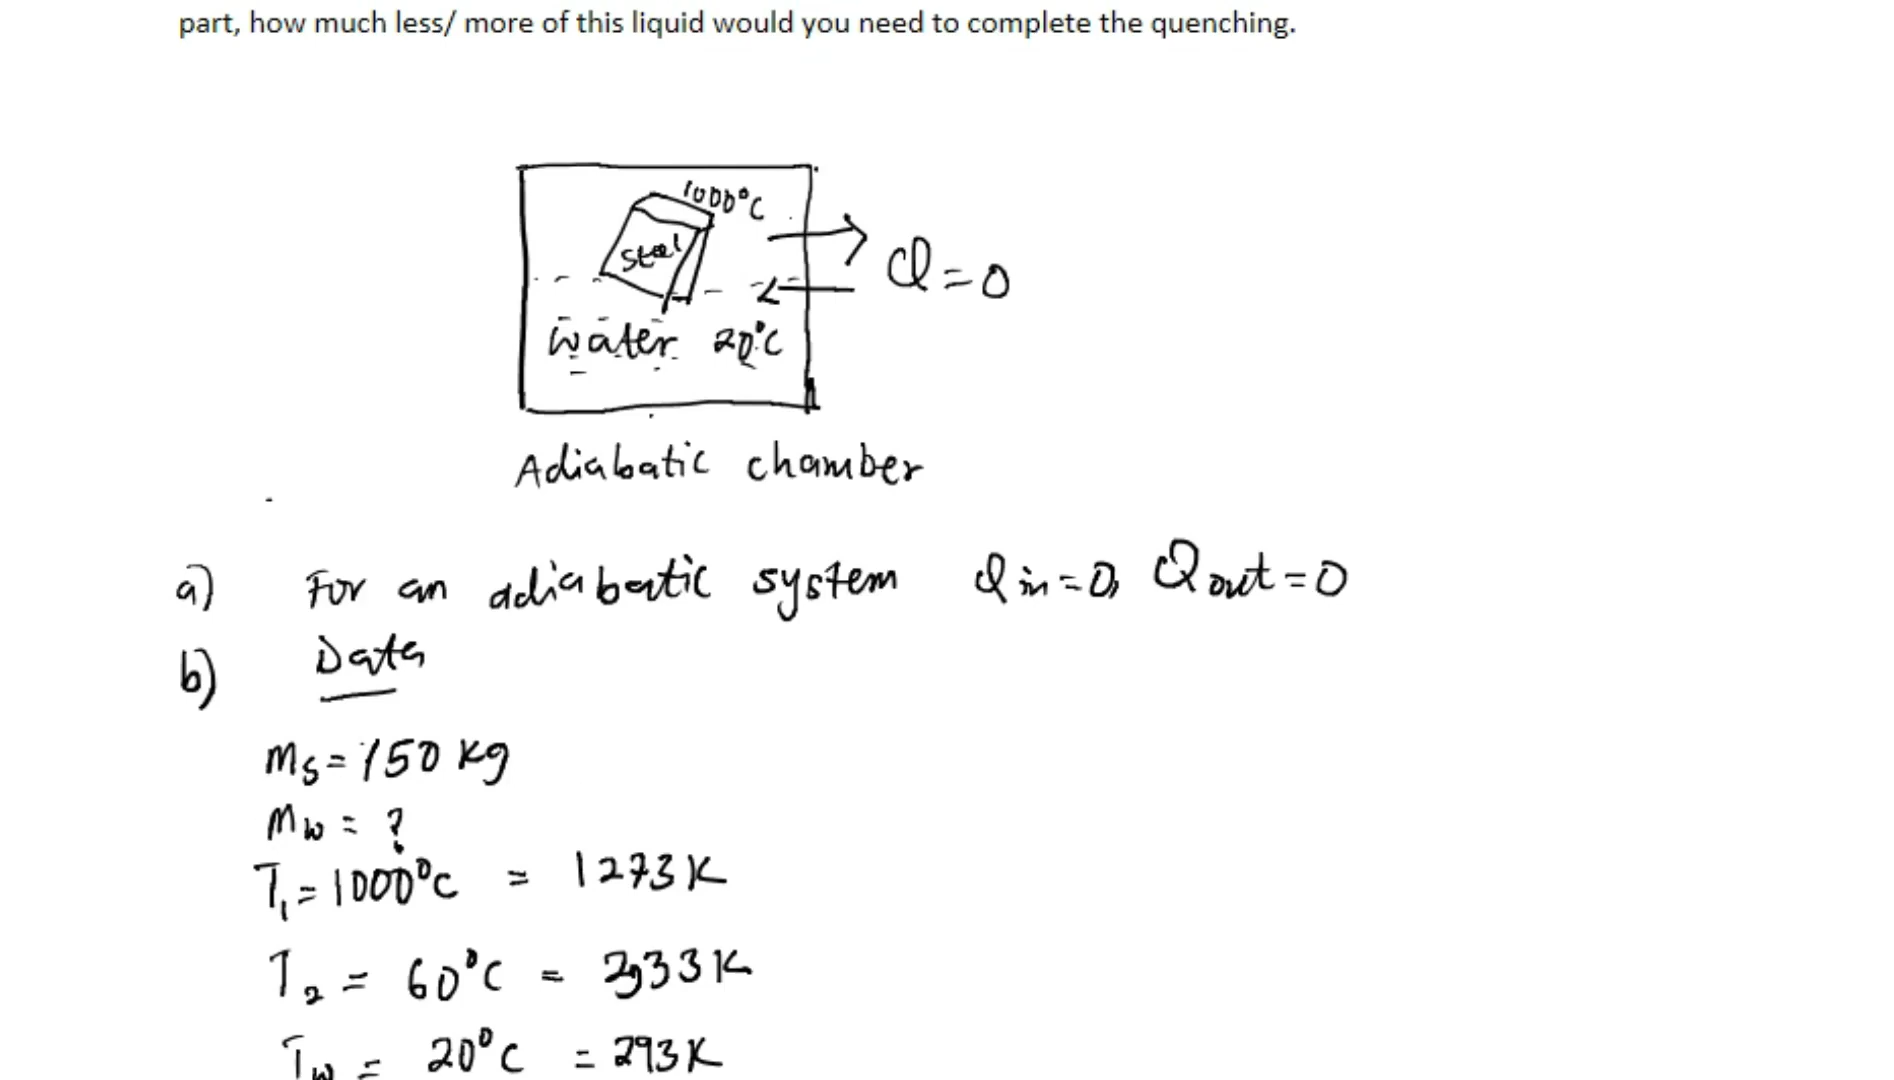 part, how much less/ more of this liquid would you need to complete the quenching.
1000°C
steel
Q=0
water 20°C
Adiabatic chamber
a) For an adiabatic system Qin=0, Qout=0
b) Data
Ms=150 kg
Mw = ?
T1=1000°C = 1273K
T2 = 60°C = 333K
Tw = 20°C = 293K